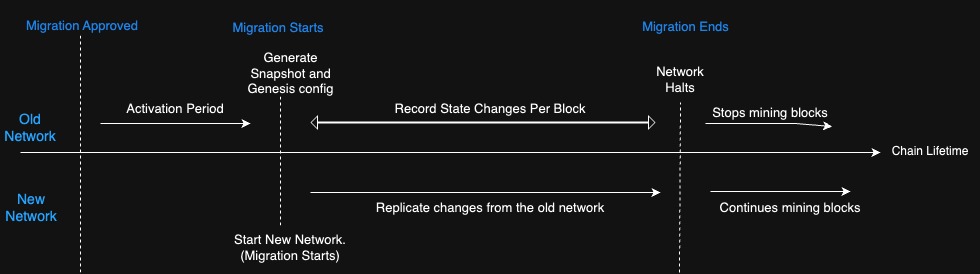 Migration Approved
Migration Starts
Migration Ends
Generate
Snapshot and
Genesis config
Network
Halts
Old
Network
Activation Period
Record State Changes Per Block
Stops mining blocks
Chain Lifetime
New
Network
Replicate changes from the old network
Continues mining blocks
Start New Network.
(Migration Starts)